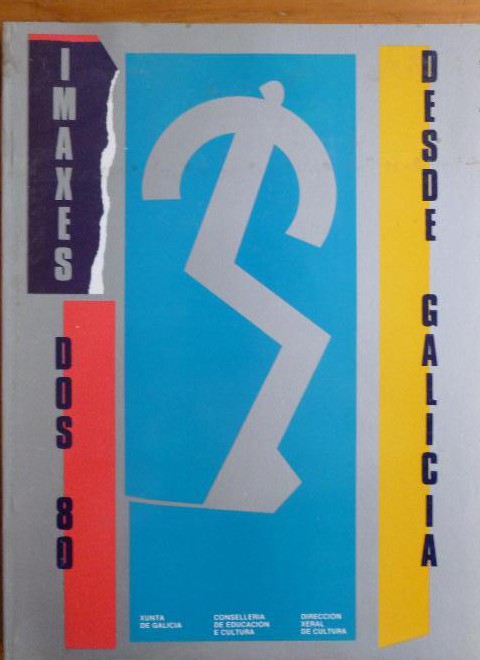 IMAXES
DOS 80
DESDE GALICIA
XUNTA
DE GALICIA
CONSELLERIA
DE EDUCACION
E CULTURA
DIRECCION
XERAL
DE CULTURA